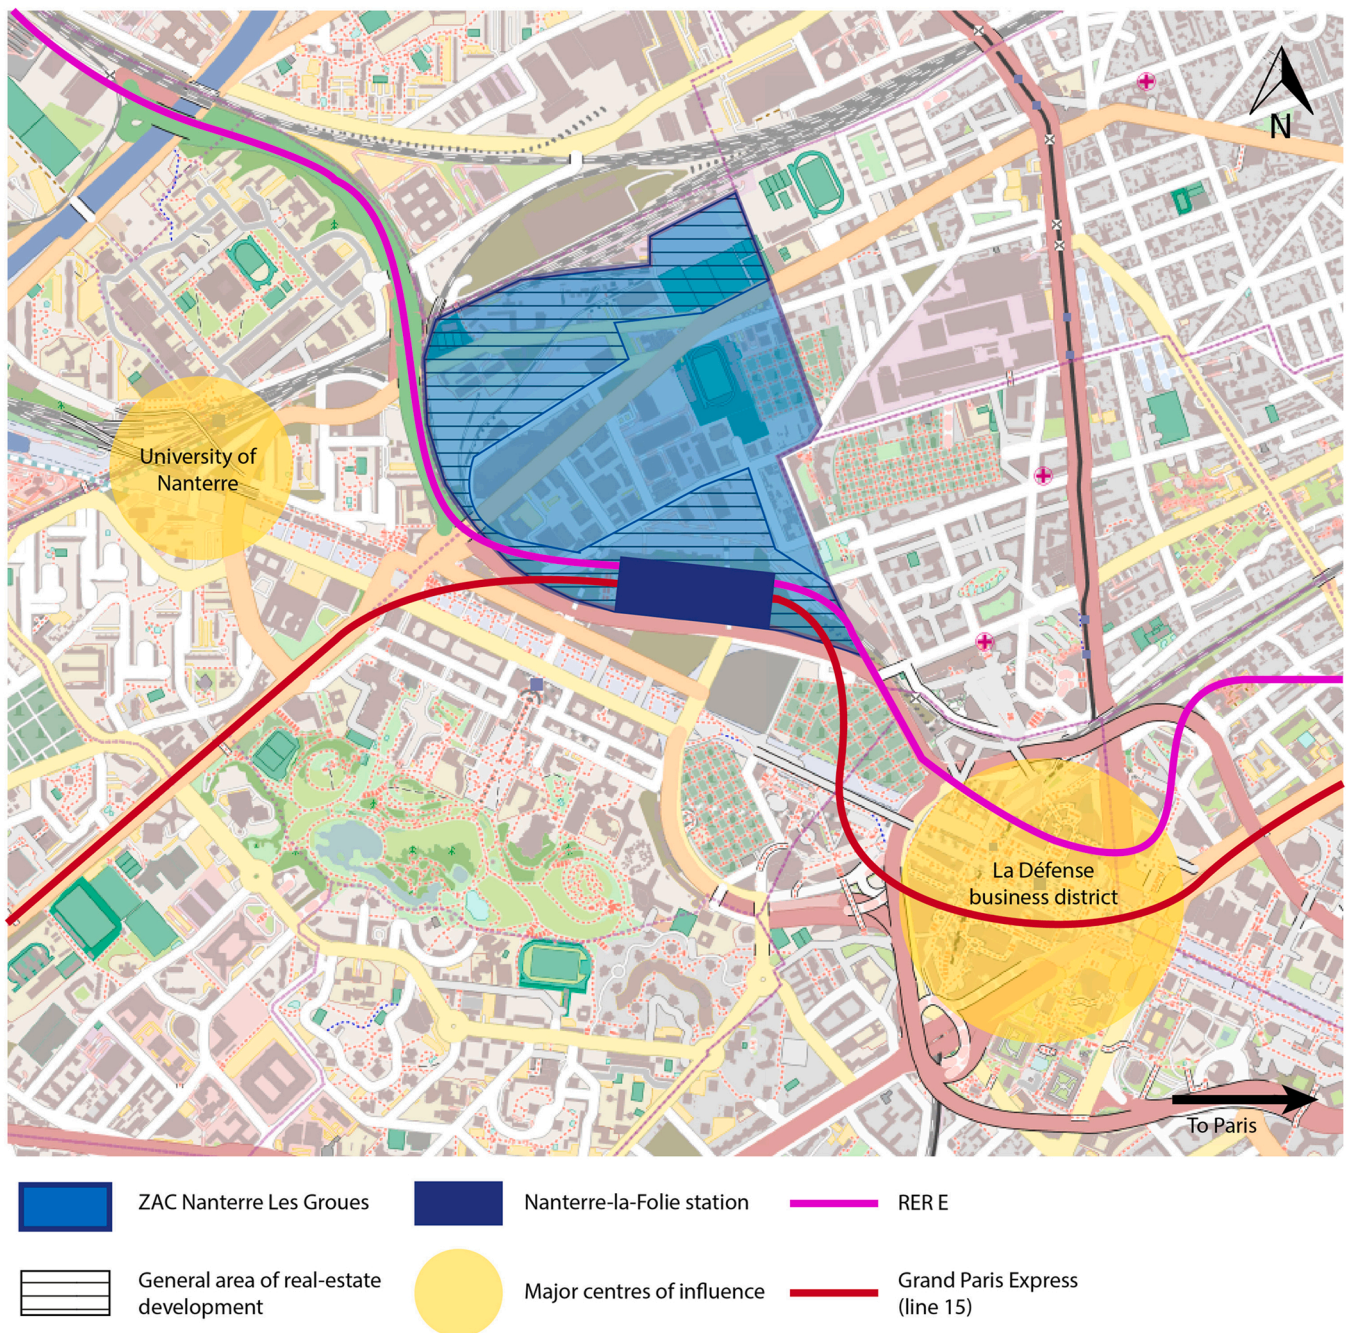 N
University of
Nanterre
La Défense
business district
To Paris
ZAC Nanterre Les Groues
Nanterre-la-Folie station
RER E
General area of real-estate
development
Major centres of influence
Grand Paris Express
(line 15)